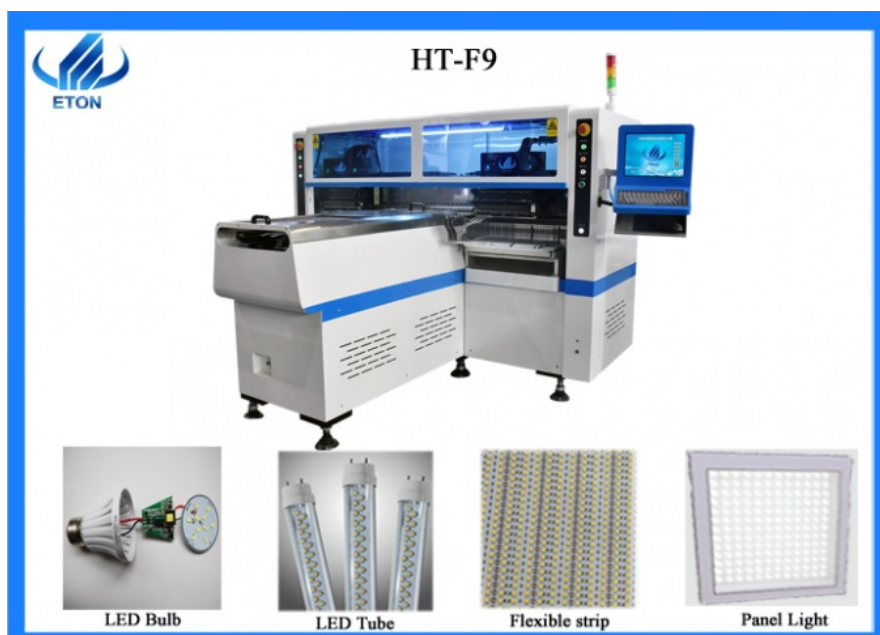 HT-F9
ETON
LED Bulb
LED Tube
Flexible strip
Panel Light